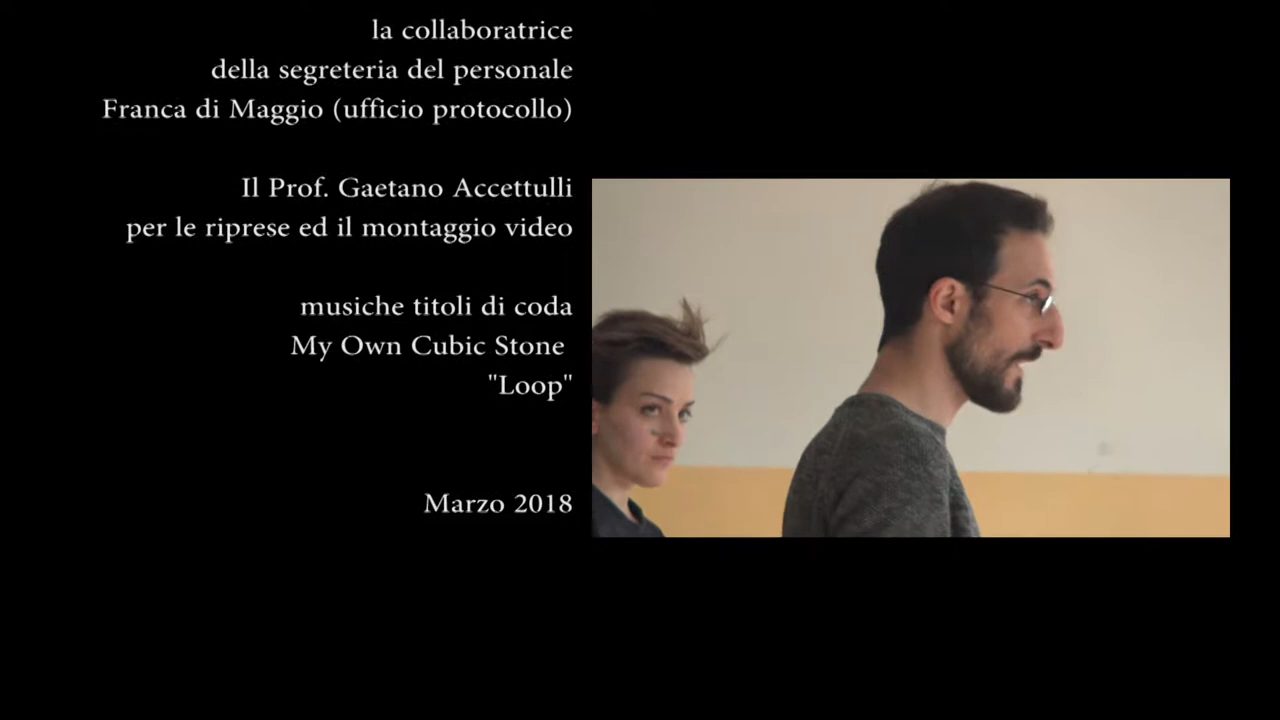 la collaboratrice
della segreteria del personale
Franca di Maggio (ufficio protocollo)
Il Prof. Gaetano Accettulli
per le riprese ed il montaggio video
musiche titoli di coda
My Own Cubic Stone
"Loop"
Marzo 2018